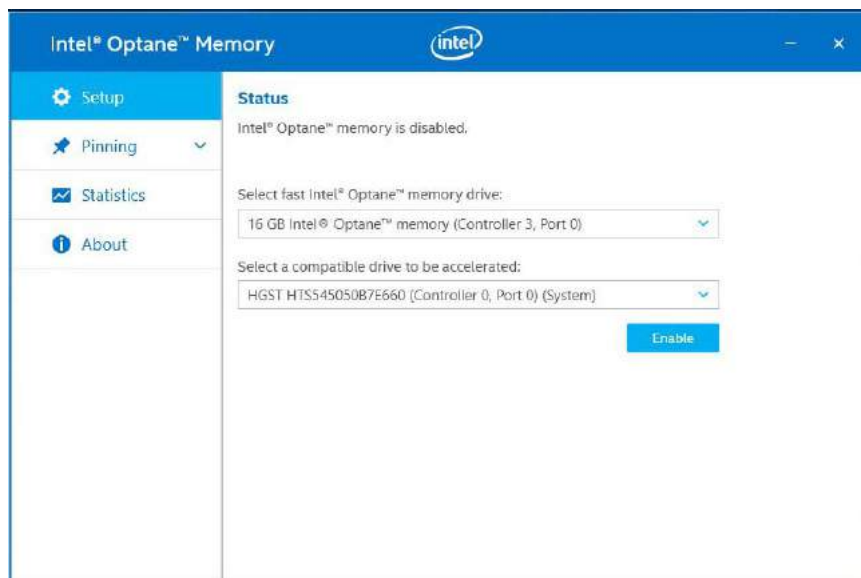 Intel® Optane™ Memory
intel
Setup
Pinning
Statistics
About
Status
Intel® Optane™ memory is disabled.
Select fast Intel® Optane™ memory drive:
16 GB Intel® Optane™ memory (Controller 3, Port 0)
Select a compatible drive to be accelerated:
HGST HTS545050B7E660 (Controller 0, Port 0) (System)
Enable